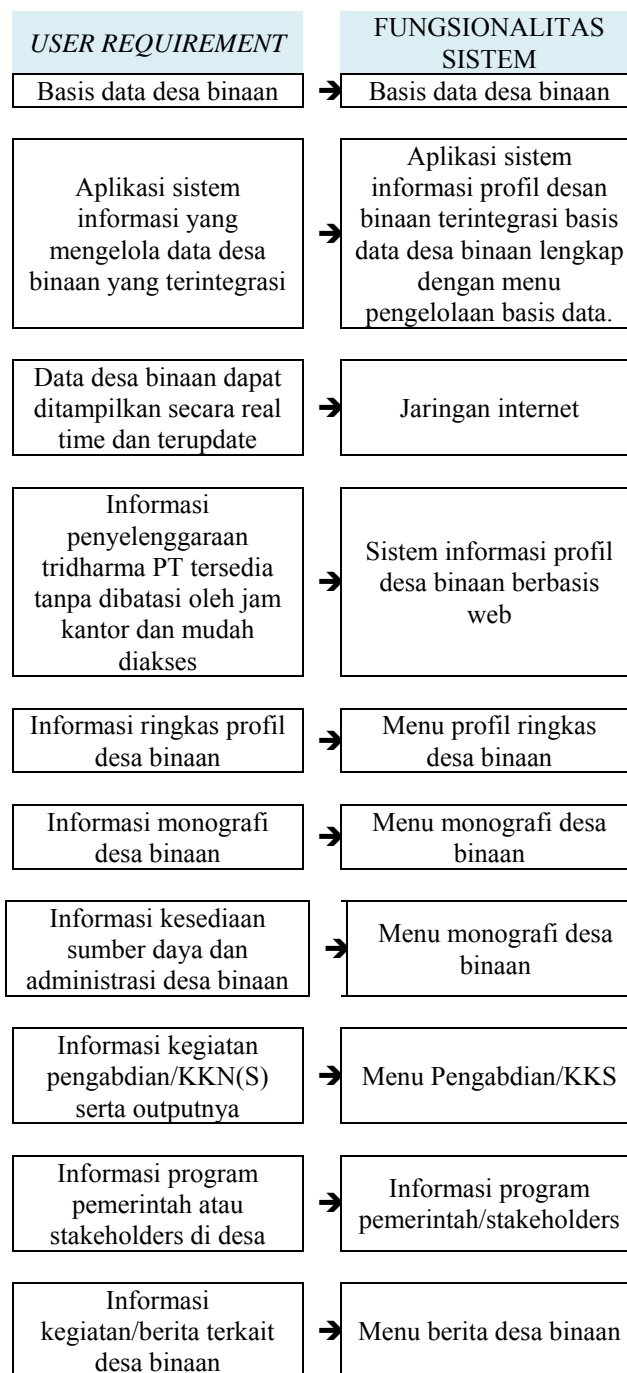 USER REQUIREMENT
FUNGSIONALITAS
SISTEM
Basis data desa binaan
Basis data desa binaan
Aplikasi sistem
informasi yang
mengelola data desa
binaan yang terintegrasi
Aplikasi sistem
informasi profil desan
binaan terintegrasi basis
data desa binaan lengkap
dengan menu
pengelolaan basis data.
Data desa binaan dapat
ditampilkan secara real
time dan terupdate
Jaringan internet
Informasi
penyelenggaraan
tridharma PT tersedia
tanpa dibatasi oleh jam
kantor dan mudah
diakses
Sistem informasi profil
desa binaan berbasis
web
Informasi ringkas profil
desa binaan
Menu profil ringkas
desa binaan
Informasi monografi
desa binaan
Menu monografi desa
binaan
Informasi kesediaan
sumber daya dan
administrasi desa binaan
Menu monografi desa
binaan
Informasi kegiatan
pengabdian/KKN(S)
serta outputnya
Menu Pengabdian/KKS
Informasi program
pemerintah atau
stakeholders di desa
Informasi program
pemerintah/stakeholders
Informasi
kegiatan/berita terkait
desa binaan
Menu berita desa binaan